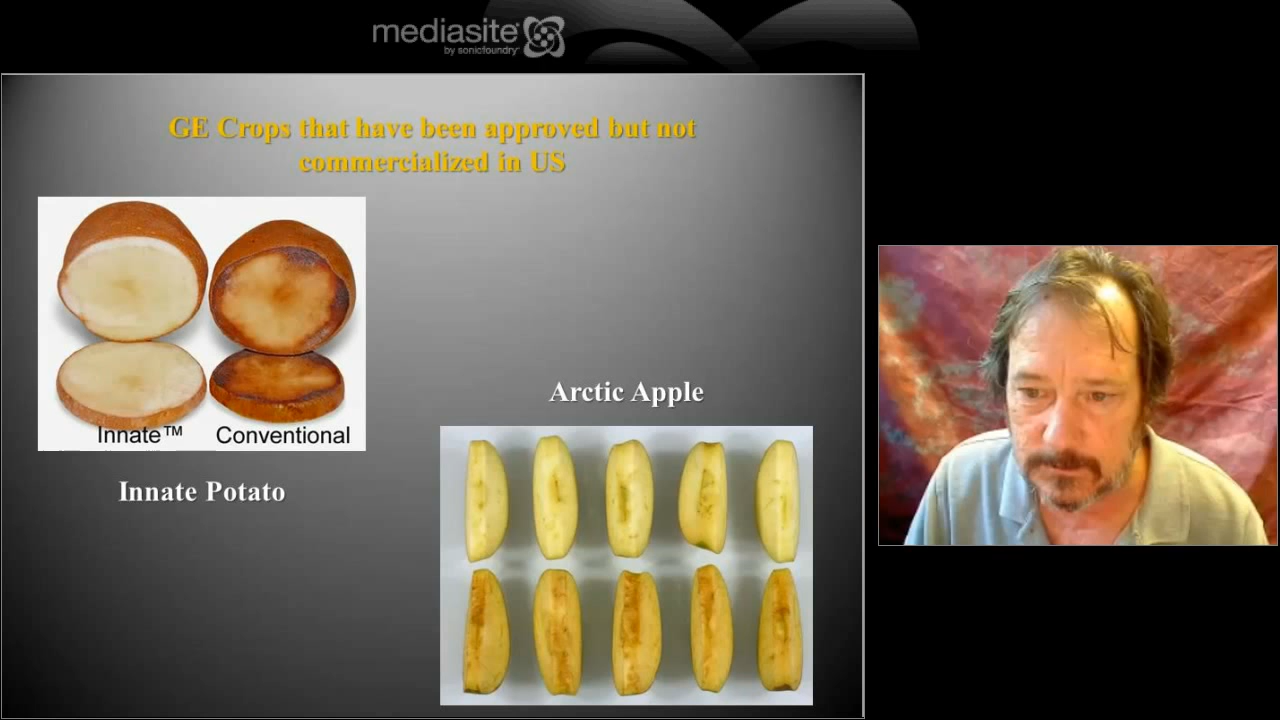 mediasite
by sonicfoundry
GE Crops that have been approved but not
commercialized in US
Innate™ Conventional
Innate Potato
Arctic Apple